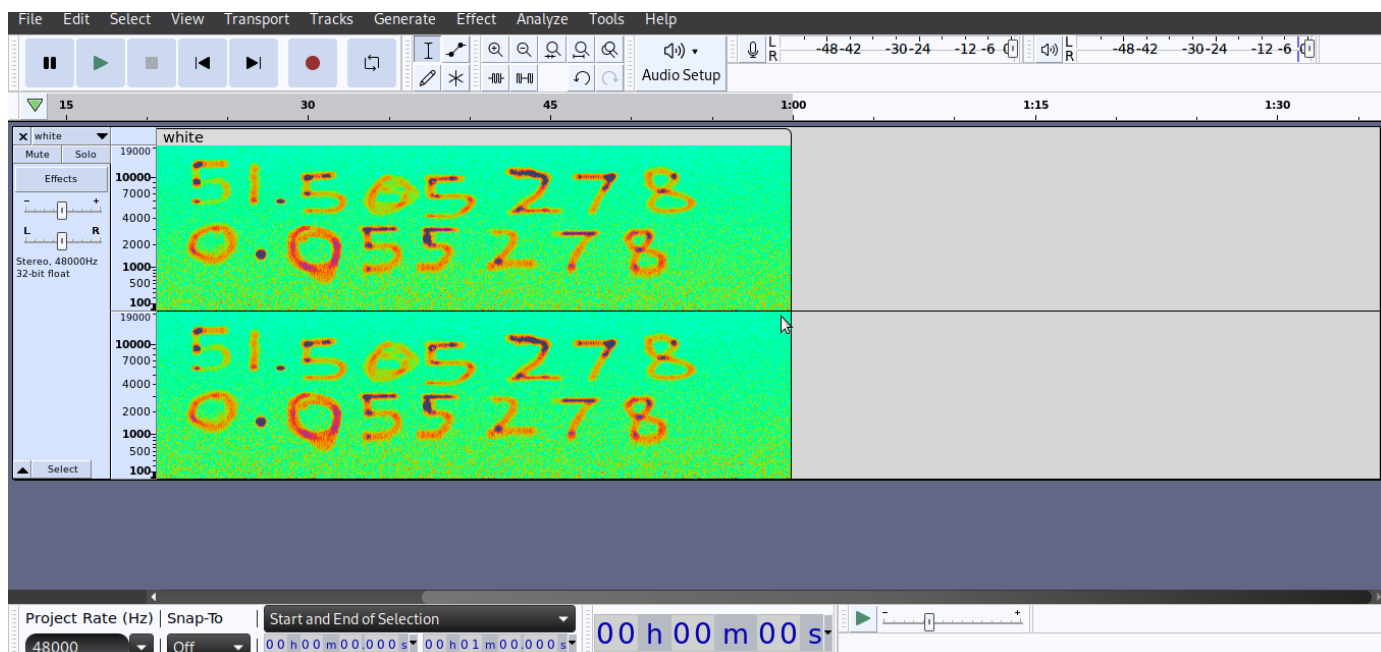 File Edit Select View Transport Tracks Generate Effect Analyze Tools Help
L R -48 -42 -30 -24 -12 -6 0
L R -48 -42 -30 -24 -12 -6 0
Audio Setup
15 30 45 1:00 1:15 1:30
white
white
Mute Solo
Effects
- +
L R
Stereo, 48000Hz
32-bit float
Select
19000
10000
7000
4000
2000
1000
500
100
51.505278
0.055278
19000
10000
7000
4000
2000
1000
500
100
51.505278
0.055278
Project Rate (Hz) Snap-To Start and End of Selection
48000 Off 00 h 00 m 00.000 s 00 h 01 m 00.000 s
00 h 00 m 00 s
- +